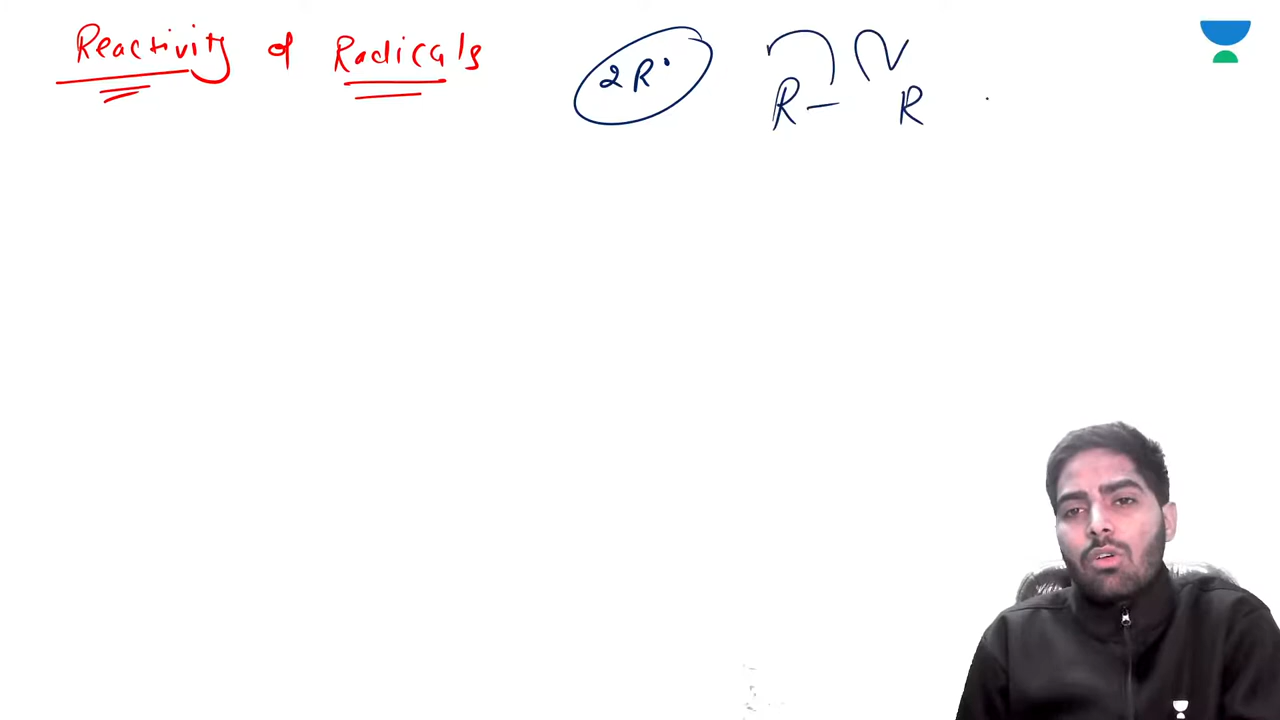 Reactivity of Radicals
2R•
R– R